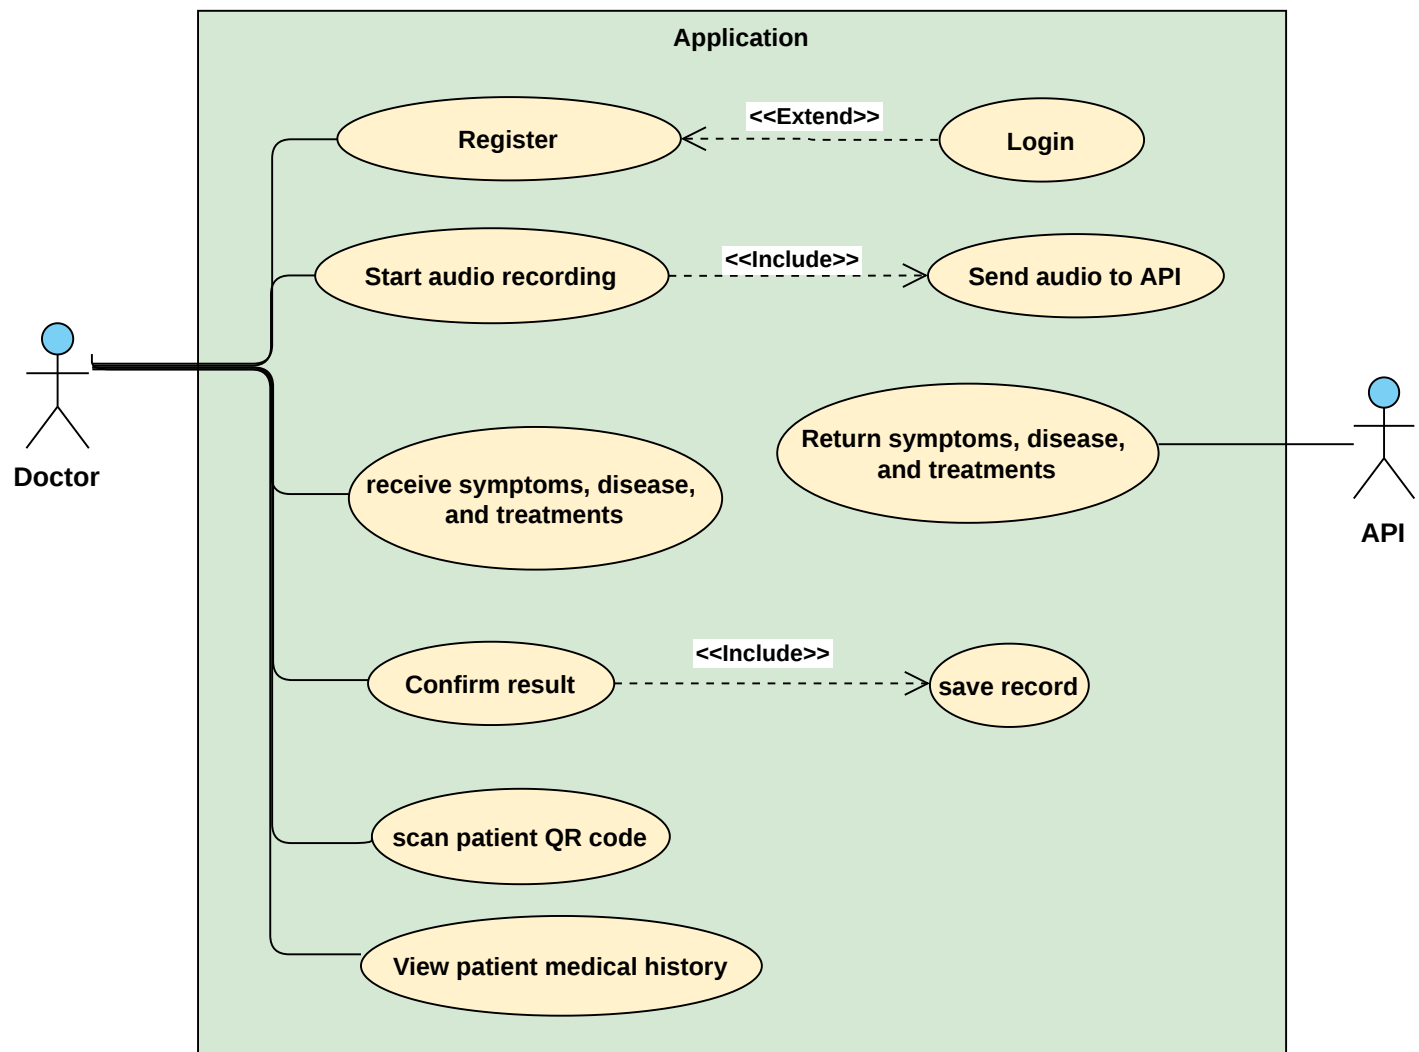 Application
Register
<<Extend>>
Login
Start audio recording
<<Include>>
Send audio to API
Doctor
receive symptoms, disease,
and treatments
Return symptoms, disease,
and treatments
API
Confirm result
<<Include>>
save record
scan patient QR code
View patient medical history